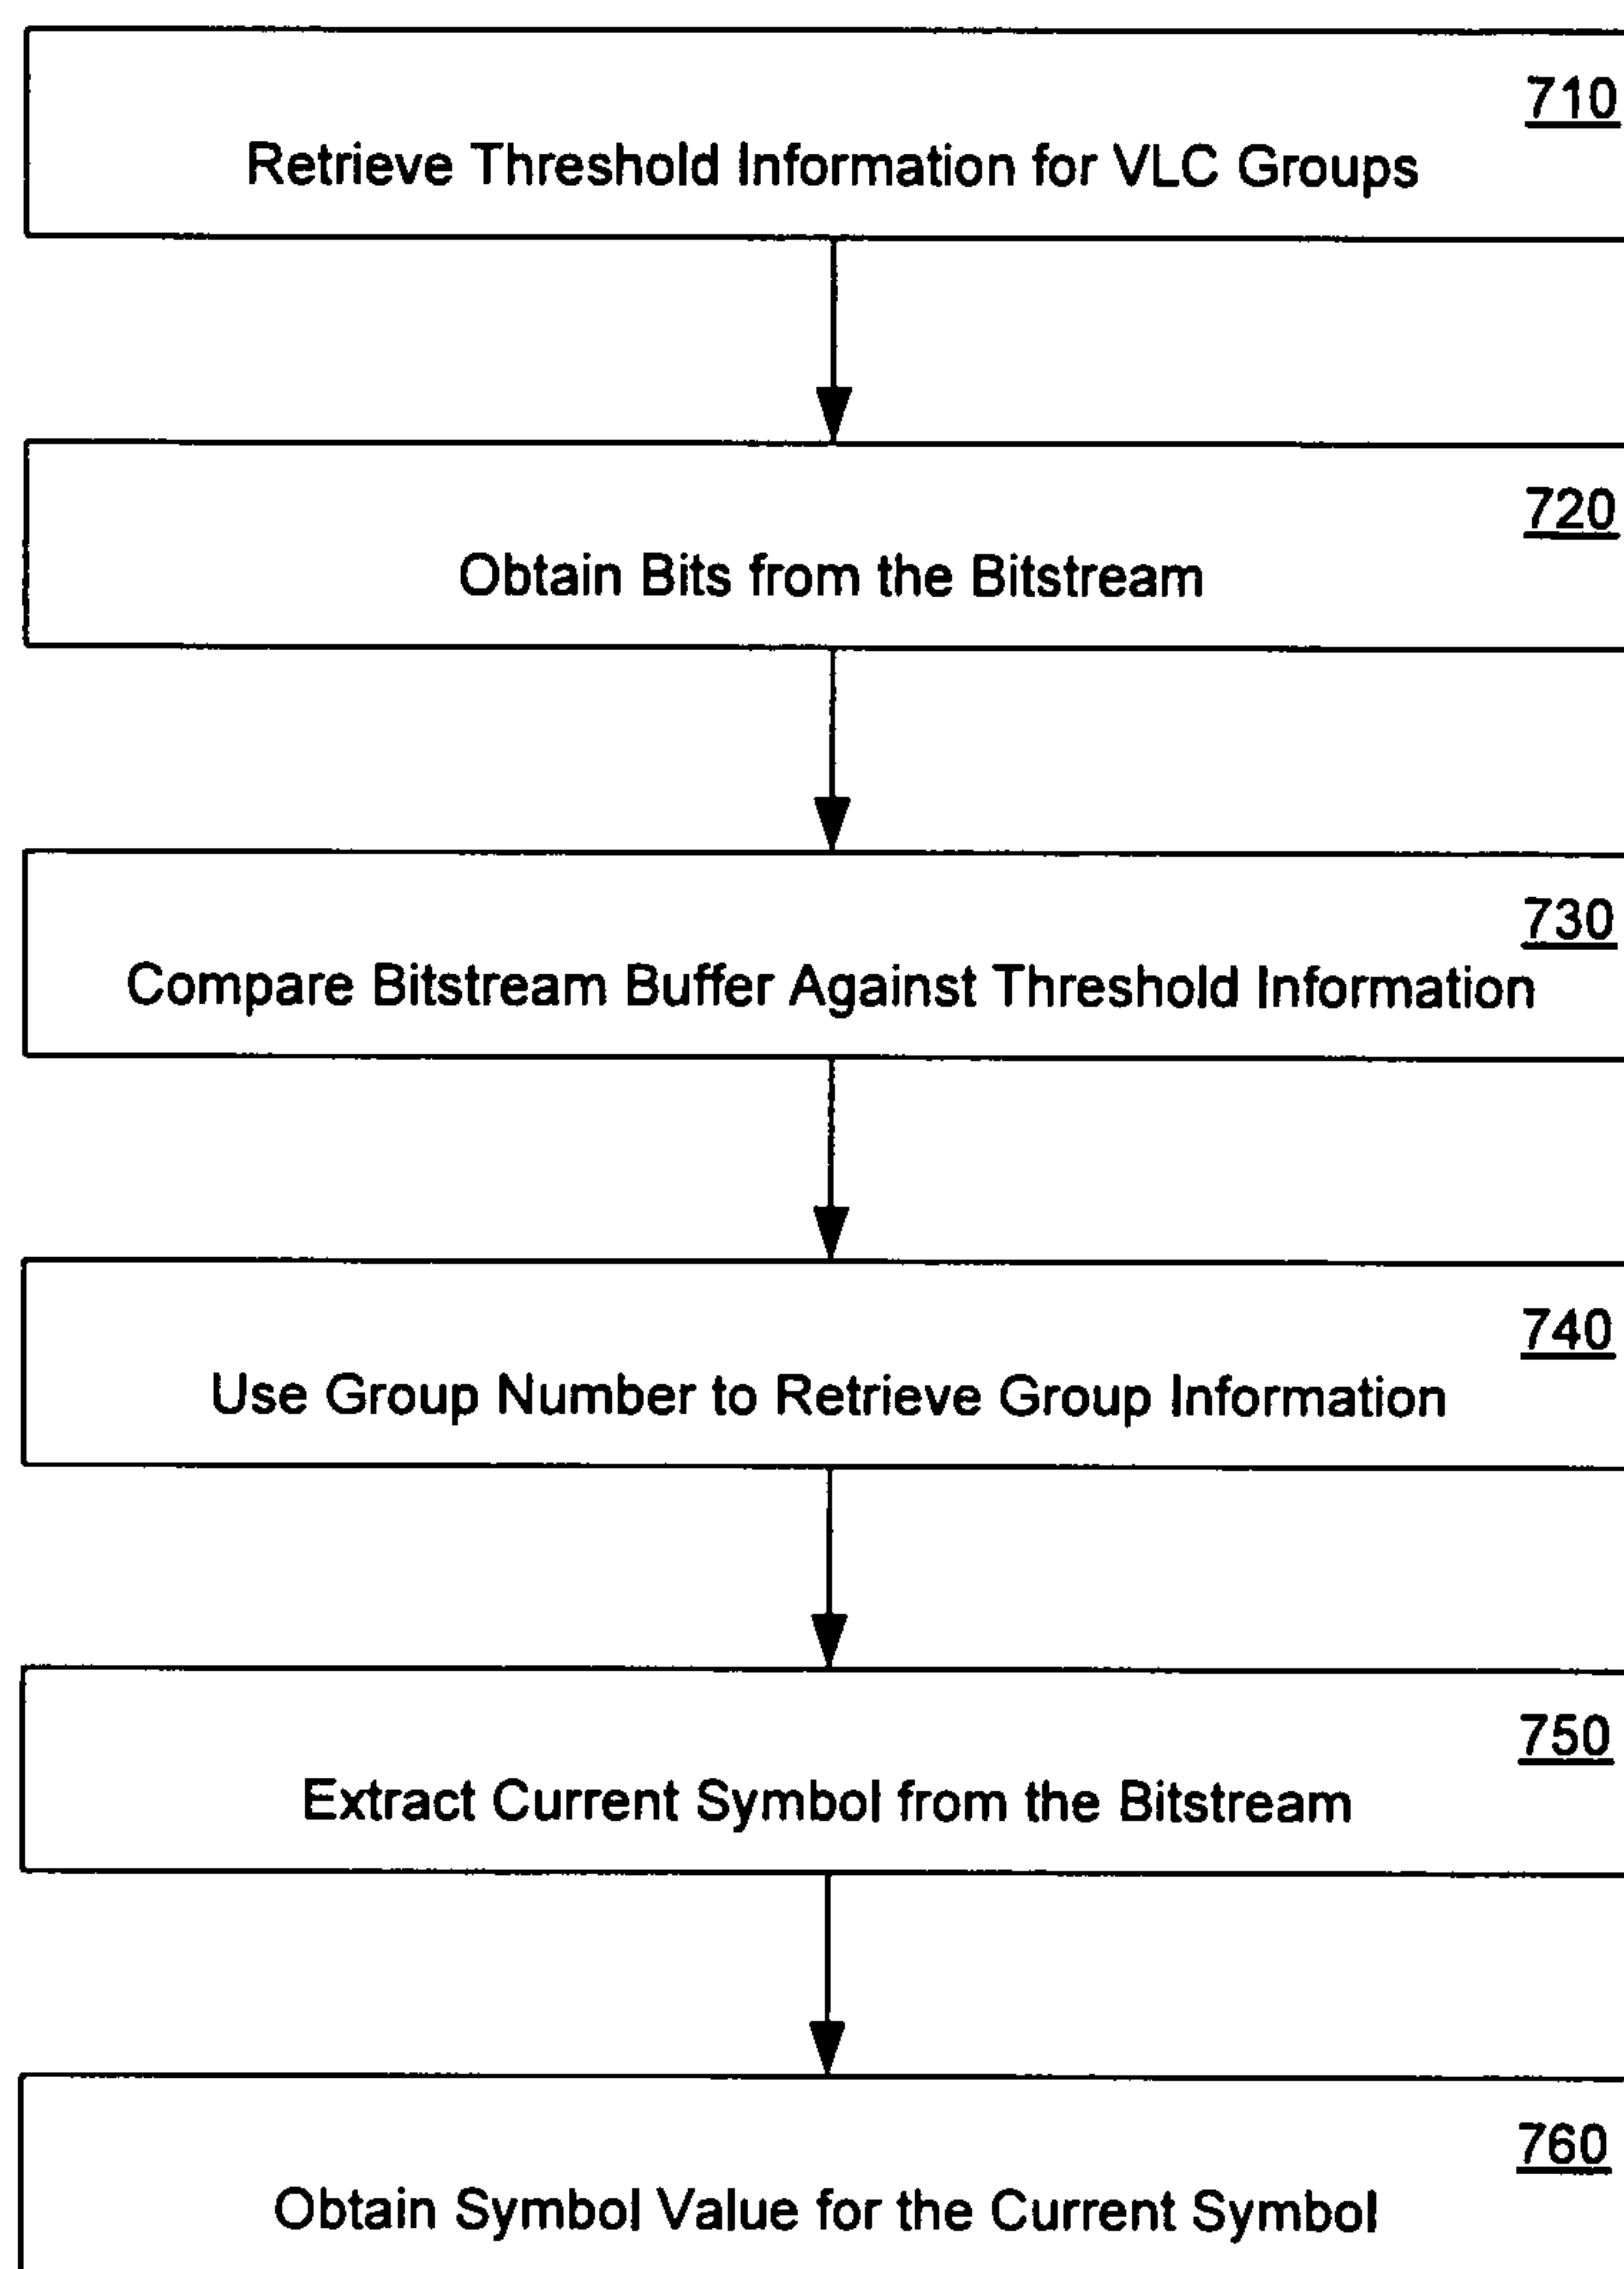 710
Retrieve Threshold Information for VLC Groups
720
Obtain Bits from the Bitstream
730
Compare Bitstream Buffer Against Threshold Information
740
Use Group Number to Retrieve Group Information
750
Extract Current Symbol from the Bitstream
760
Obtain Symbol Value for the Current Symbol